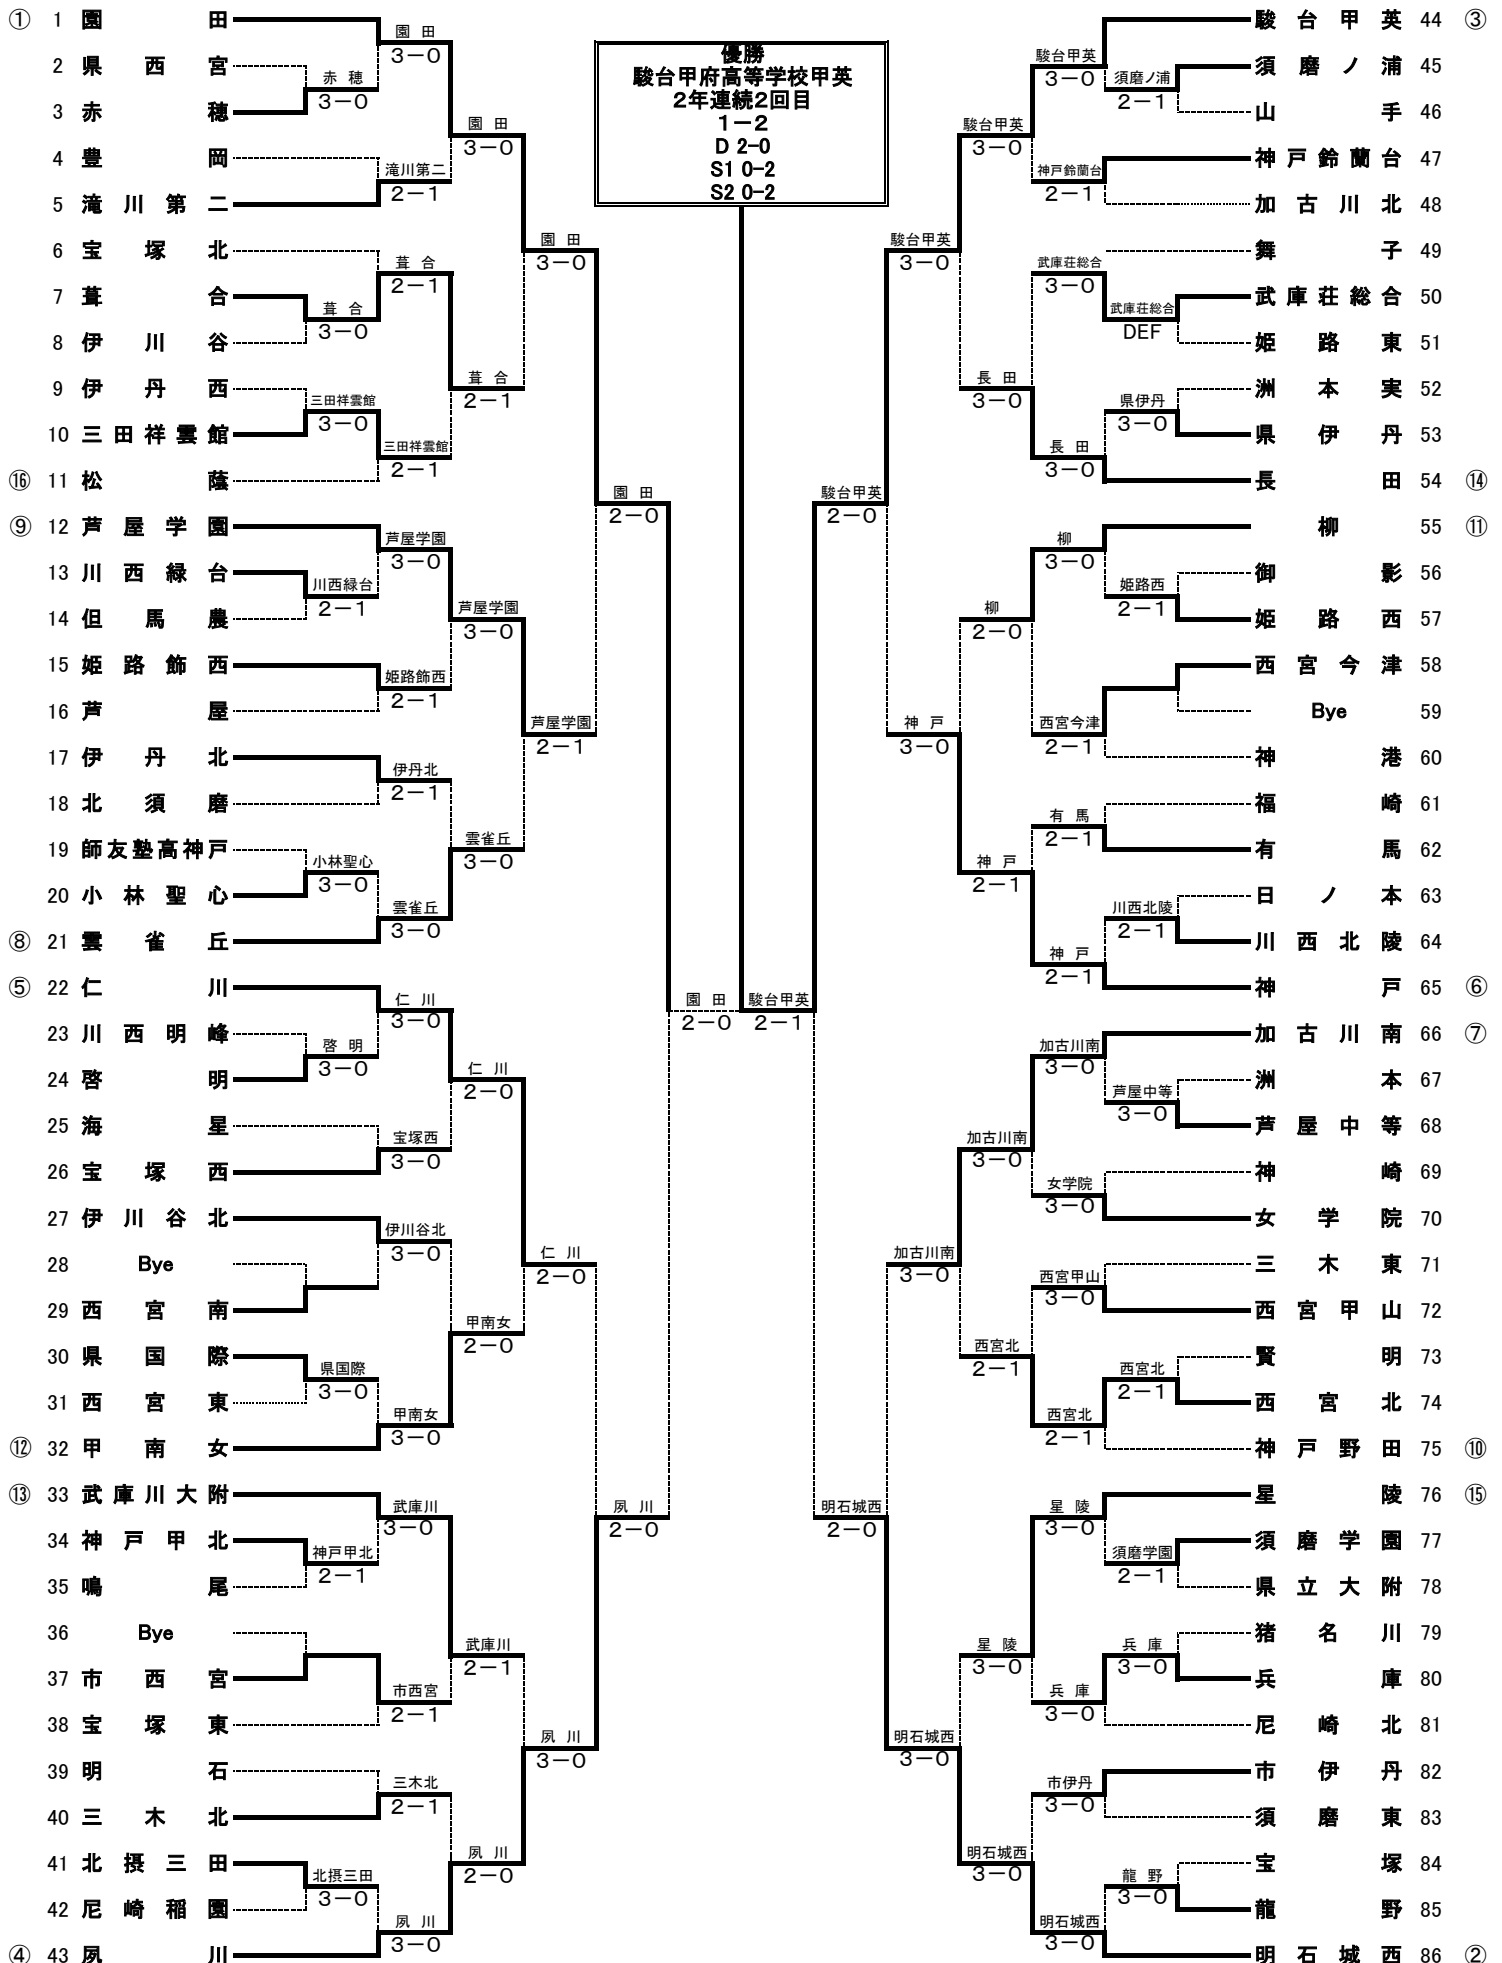 ① 1 園田
2 県西宮
3 赤穂
4 豊岡
5 滝川第二
6 宝塚北
7 葺合
8 伊川谷
9 伊丹西
10 三田祥雲館
⑯ 11 松蔭
⑨ 12 芦屋学園
13 川西緑台
14 但馬農
15 姫路飾西
16 芦屋
17 伊丹北
18 北須磨
19 師友塾高神戸
20 小林聖心
⑧ 21 雲雀丘
⑤ 22 仁川
23 川西明峰
24 啓明
25 海星
26 宝塚西
27 伊川谷北
28 Bye
29 西宮南
30 県国際
31 西宮東
⑫ 32 甲南女
⑬ 33 武庫川大附
34 神戸甲北
35 鳴尾
36 Bye
37 市西宮
38 宝塚東
39 明石
40 三木北
41 北摂三田
42 尼崎稲園
④ 43 夙川
赤穂
3-0
葺合
3-0
三田祥雲館
3-0
川西緑台
2-1
小林聖心
3-0
啓明
3-0
県国際
3-0
神戸甲北
2-1
北摂三田
3-0
園田
3-0
滝川第二
2-1
葺合
2-1
三田祥雲館
2-1
芦屋学園
3-0
姫路飾西
2-1
伊丹北
2-1
雲雀丘
3-0
仁川
3-0
宝塚西
3-0
伊川谷北
3-0
甲南女
3-0
武庫川
3-0
市西宮
2-1
三木北
2-1
夙川
3-0
園田
3-0
葺合
2-1
芦屋学園
3-0
雲雀丘
3-0
仁川
2-0
甲南女
2-0
武庫川
2-1
夙川
2-0
園田
3-0
芦屋学園
2-1
仁川
2-0
夙川
3-0
園田
2-0
夙川
2-0
園田
2-0
優勝
駿台甲府高等学校甲英
2年連続2回目
1-2
D 2-0
S1 0-2
S2 0-2
駿台甲英
2-1
駿台甲英
2-0
明石城西
2-0
駿台甲英
3-0
神戸
3-0
加古川南
3-0
明石城西
3-0
駿台甲英
3-0
長田
3-0
柳
2-0
神戸
2-1
加古川南
3-0
西宮北
2-1
星陵
3-0
明石城西
3-0
駿台甲英
3-0
神戸鈴蘭台
2-1
武庫荘総合
3-0
長田
3-0
柳
3-0
西宮今津
2-1
有馬
2-1
神戸
2-1
加古川南
3-0
女学院
3-0
西宮甲山
3-0
西宮北
2-1
星陵
3-0
兵庫
3-0
市伊丹
3-0
明石城西
3-0
須磨ノ浦
2-1
武庫荘総合
DEF
県伊丹
3-0
姫路西
2-1
川西北陵
2-1
芦屋中等
3-0
西宮北
2-1
須磨学園
2-1
兵庫
3-0
龍野
3-0
駿台甲英 44 ③
須磨ノ浦 45
山手 46
神戸鈴蘭台 47
加古川北 48
舞子 49
武庫荘総合 50
姫路東 51
洲本実 52
県伊丹 53
長田 54 ⑭
柳 55 ⑪
御影 56
姫路西 57
西宮今津 58
Bye 59
神港 60
福崎 61
有馬 62
日ノ本 63
川西北陵 64
神戸 65 ⑥
加古川南 66 ⑦
洲本 67
芦屋中等 68
神崎 69
女学院 70
三木東 71
西宮甲山 72
賢明 73
西宮北 74
神戸野田 75 ⑩
星陵 76 ⑮
須磨学園 77
県立大附 78
猪名川 79
兵庫 80
尼崎北 81
市伊丹 82
須磨東 83
宝塚 84
龍野 85
明石城西 86 ②